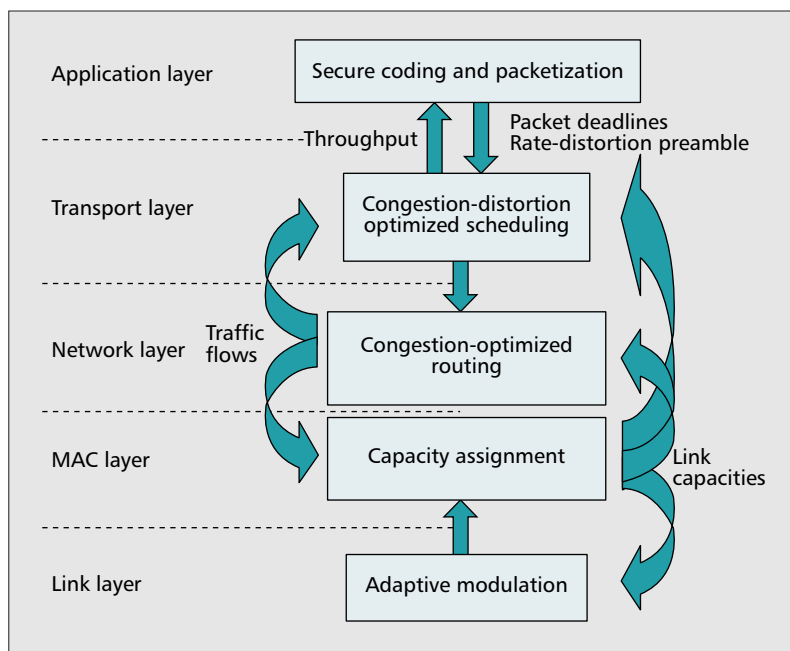 Application layer
Secure coding and packetization
Throughput
Packet deadlines
Rate-distortion preamble
Transport layer
Congestion-distortion
optimized scheduling
Network layer
Traffic
flows
Congestion-optimized
routing
MAC layer
Capacity assignment
Link
capacities
Link layer
Adaptive modulation